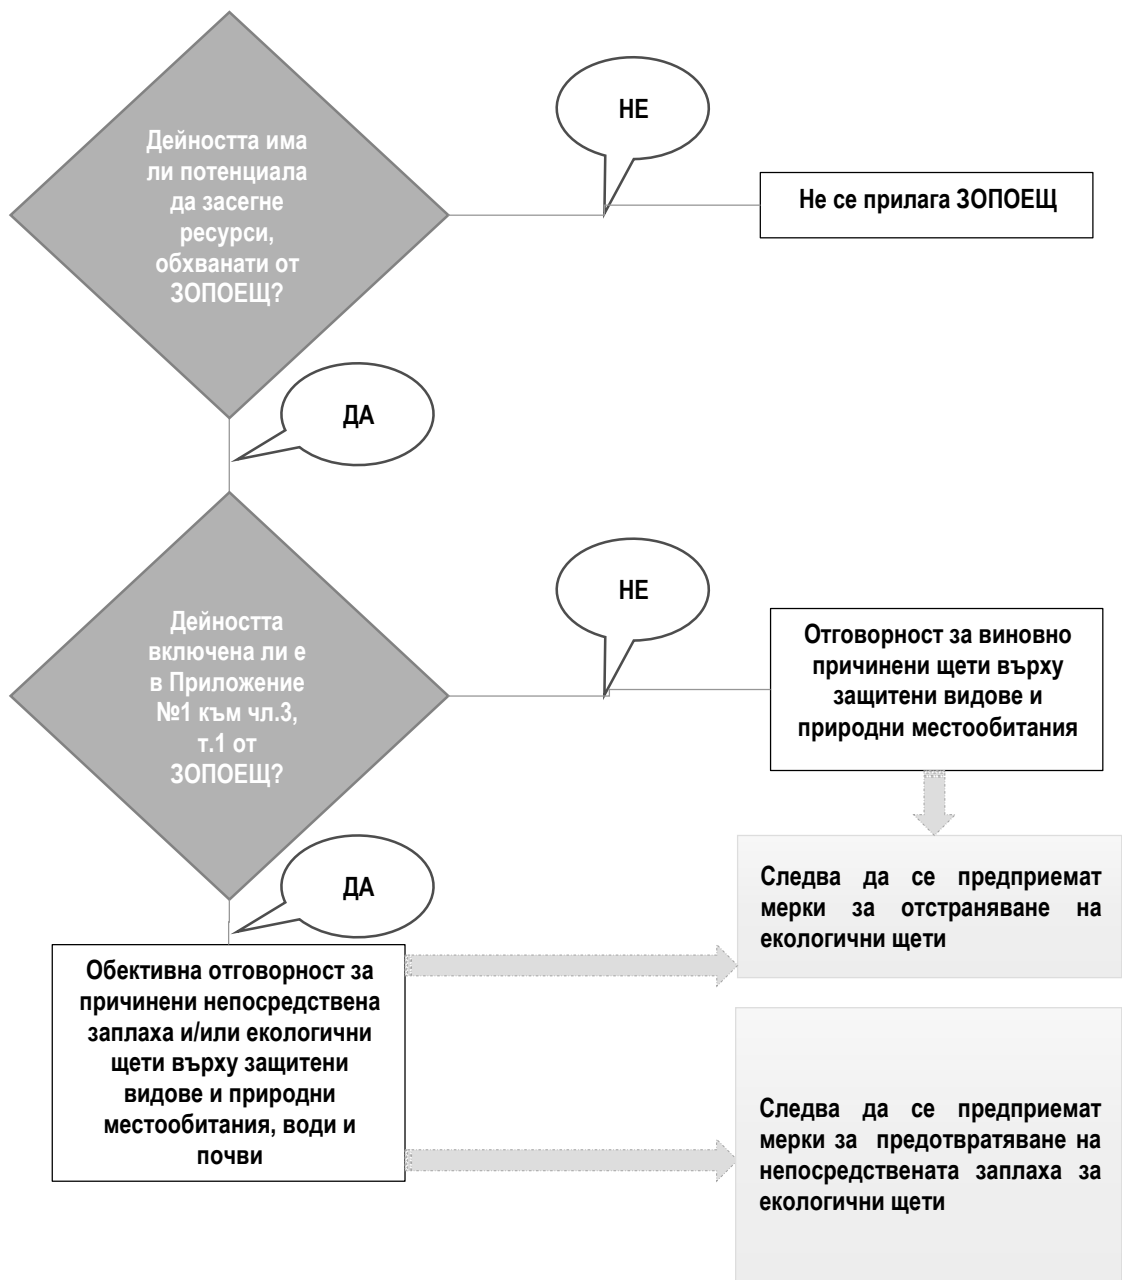 Дейността има
ли потенциала
да засегне
ресурси,
обхванати от
ЗОПОЕЩ?
НЕ
Не се прилага ЗОПОЕЩ
ДА
Дейността
включена ли е
в Приложение
№1 към чл.3,
т.1 от
ЗОПОЕЩ?
НЕ
Отговорност за виновно
причинени щети върху
защитени видове и
природни местообитания
ДА
Следва да се предприемат
мерки за отстраняване на
екологични щети
Обективна отговорност за
причинени непосредствена
заплаха и/или екологични
щети върху защитени
видове и природни
местообитания, води и
почви
Следва да се предприемат
мерки за предотвратяване на
непосредствената заплаха за
екологични щети